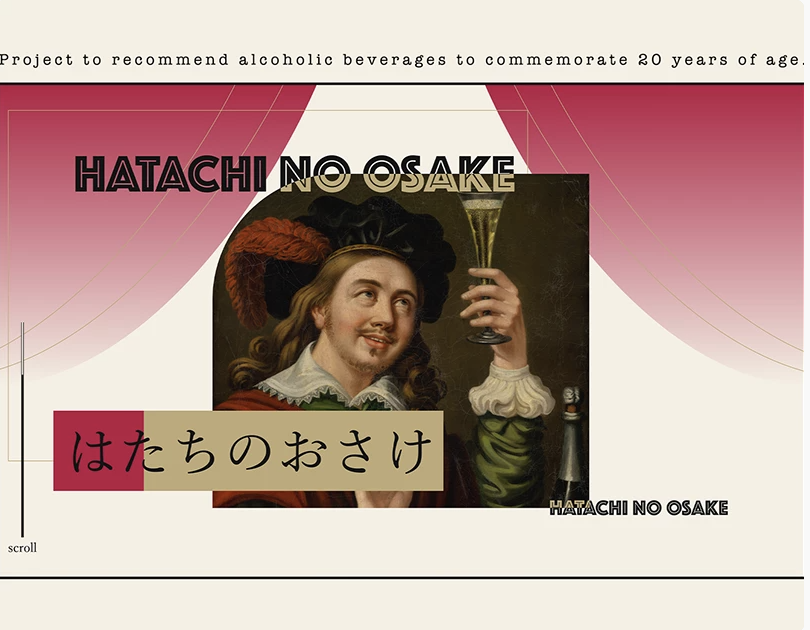 Project to recommend alcoholic beverages to commemorate 20 years of age.
HATACHI NO OSAKE
はたちのおさけ
HATACHI NO OSAKE
scroll